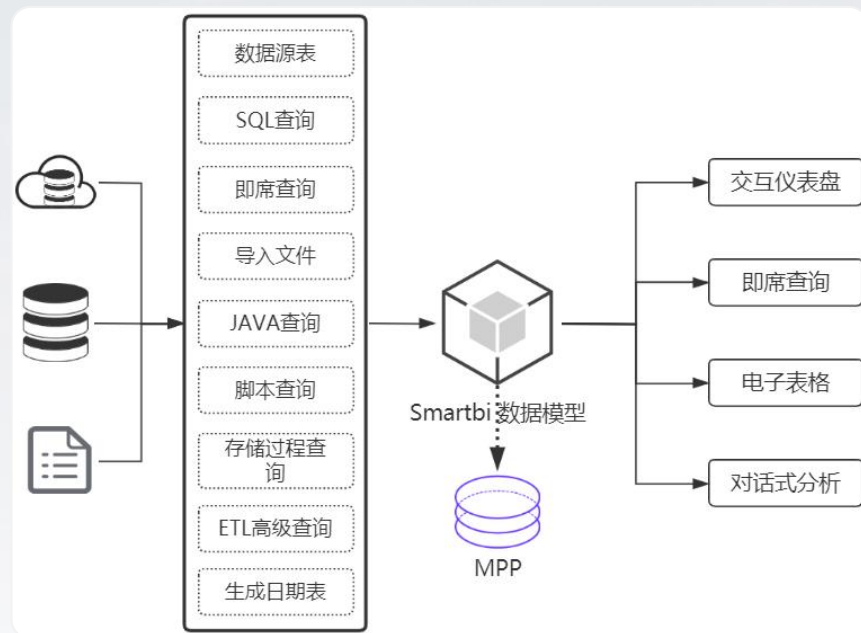 数据源表
SQL查询
即席查询
导入文件
JAVA查询
脚本查询
存储过程查
询
ETL高级查询
生成日期表
Smartbi 数据模型
MPP
交互仪表盘
即席查询
电子表格
对话式分析